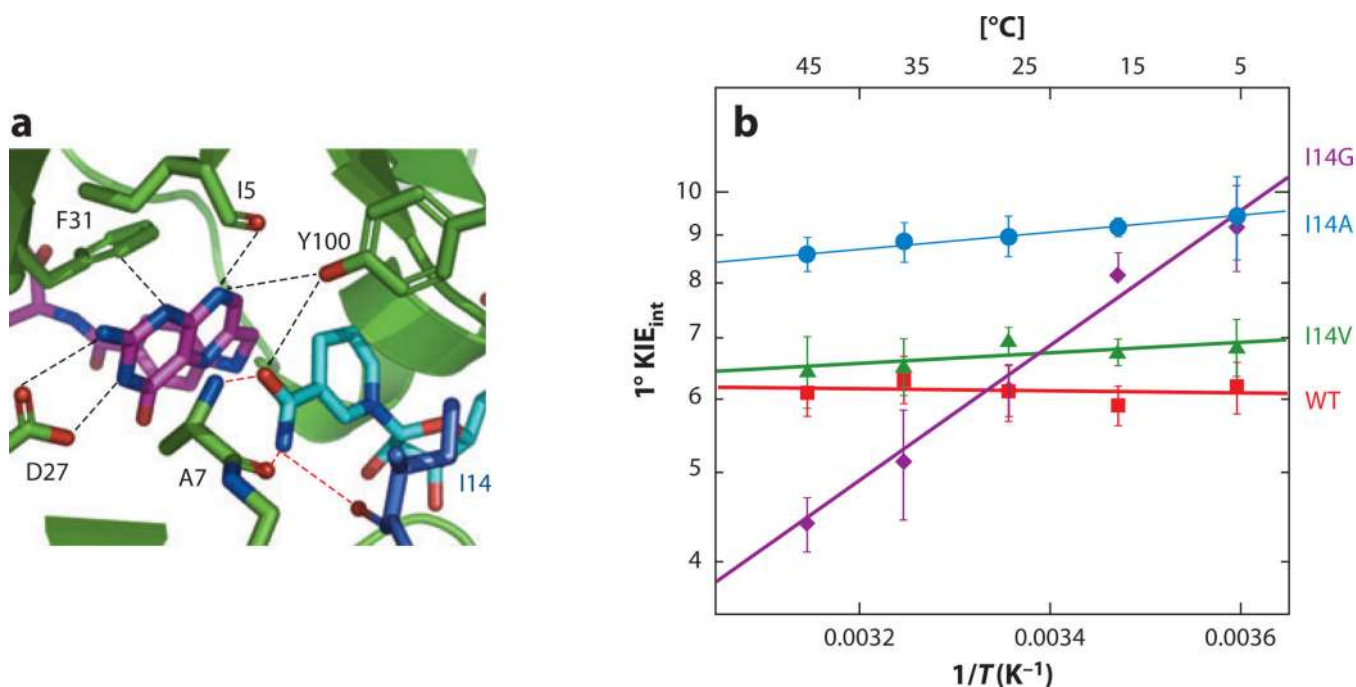 a
I5
F31
Y100
D27
A7
I14
b
[°C]
45 35 25 15 5
10
9
8
7
6
5
4
1° KIE_int
I14G
I14A
I14V
WT
0.0032 0.0034 0.0036
1/T(K⁻¹)